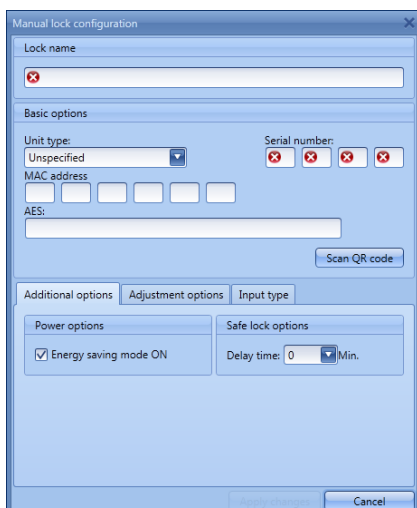 Manual lock configuration
Lock name
Basic options
Unit type:
Serial number:
Unspecified
MAC address
AES:
Scan QR code
Additional options
Adjustment options
Input type
Power options
Safe lock options
Energy saving mode ON
Delay time: 0 Min.
Apply changes
Cancel